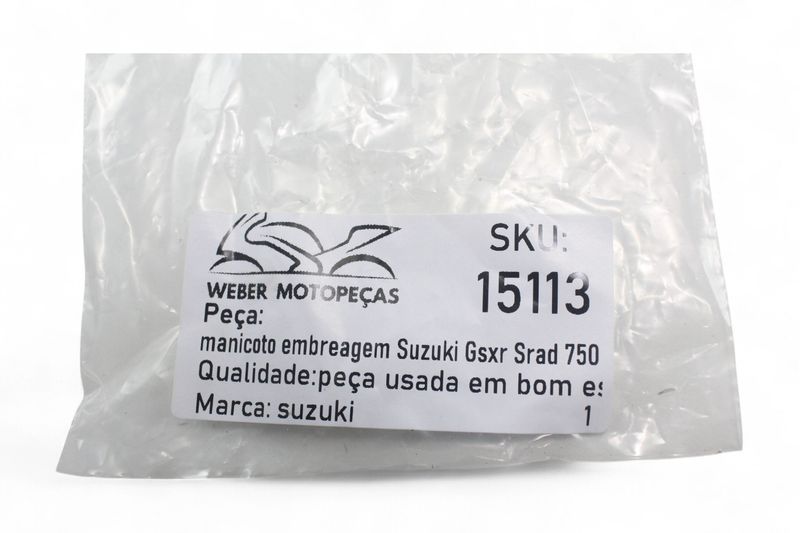 SKU:
15113
WEBER MOTOPEÇAS
Peça:
manicoto embreagem Suzuki Gsxr Srad 750
Qualidade:peça usada em bom es
Marca: suzuki
1